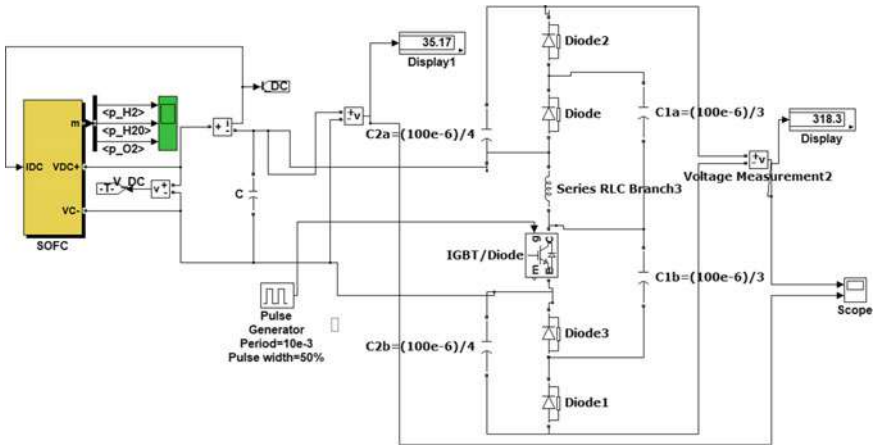 35.17
Display1
I_DC
<p_H2>
<p_H20>
<p_O2>
m
IDC
VDC+
VC-
SOFC
-T-
V_DC
v
+
-
+
-
i
C
+
-
v
C2a=(100e-6)/4
Diode2
Diode
C1a=(100e-6)/3
318.3
Display
+
-
v
Voltage Measurement2
Series RLC Branch3
IGBT/Diode
g
C
m
E
C1b=(100e-6)/3
Scope
Pulse
Generator
Period=10e-3
Pulse width=50%
C2b=(100e-6)/4
Diode3
Diode1